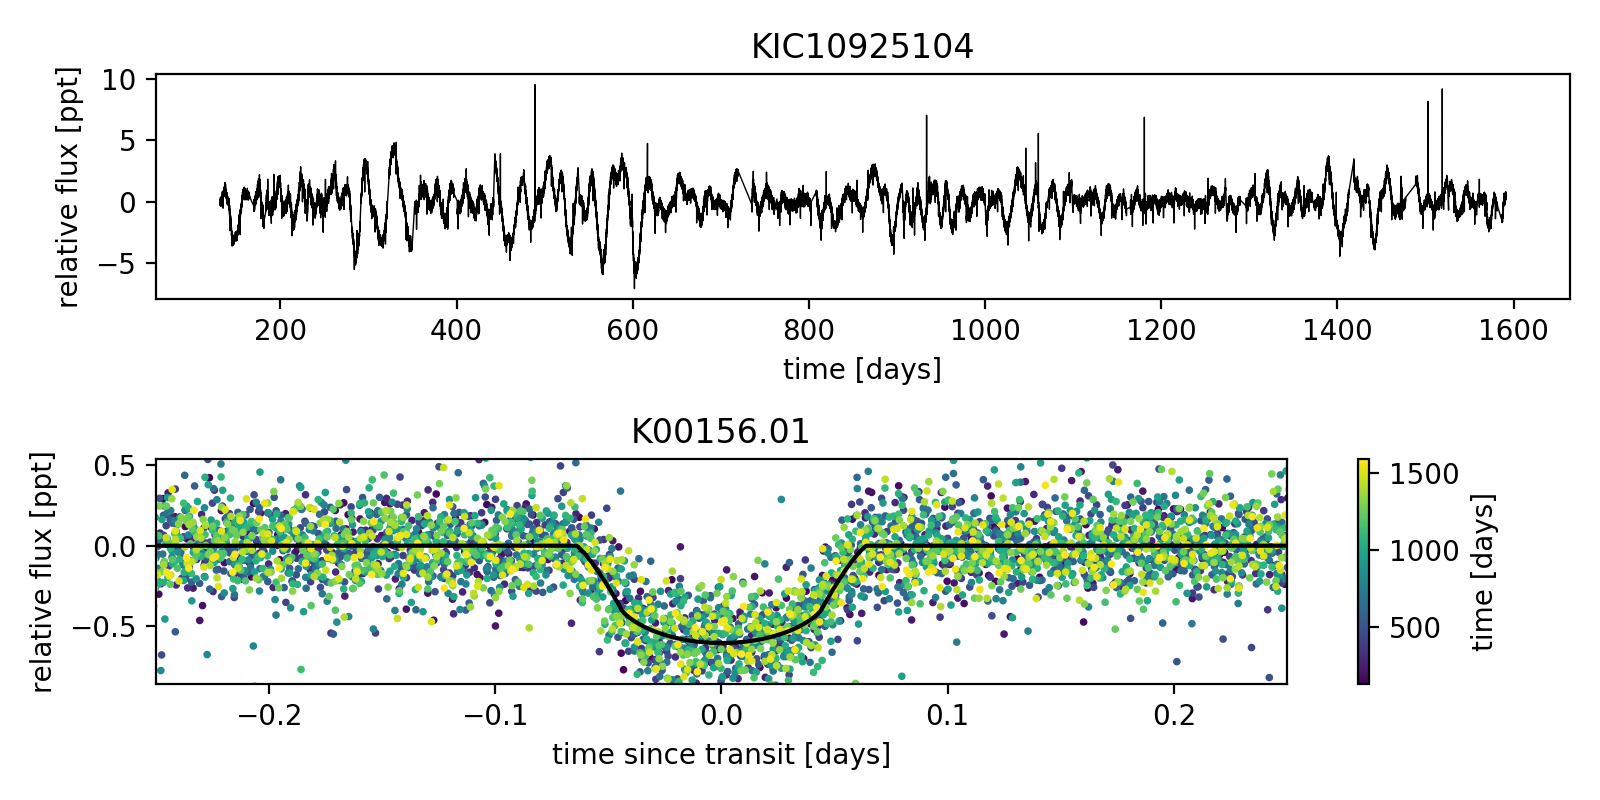 KIC10925104
relative flux [ppt]
10
5
0
−5
200 400 600 800 1000 1200 1400 1600
time [days]
K00156.01
relative flux [ppt]
0.5
0.0
−0.5
−0.2 −0.1 0.0 0.1 0.2
time since transit [days]
1500
1000
500
time [days]